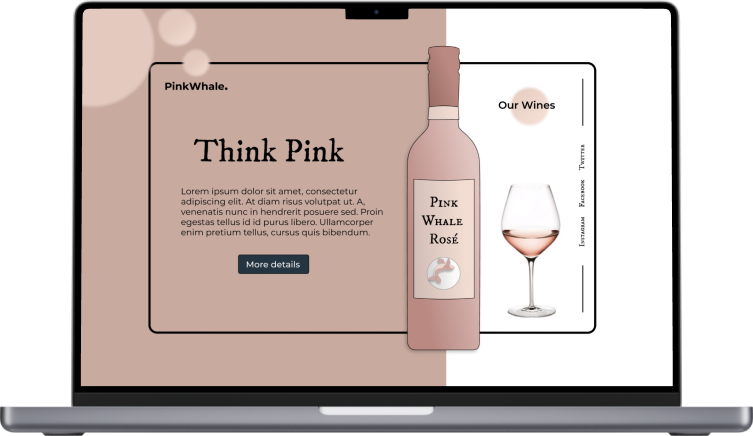 PinkWhale.
Our Wines
Think Pink
Lorem ipsum dolor sit amet, consectetur
adipiscing elit. At diam risus volutpat ut. A,
venenatis nunc in hendrerit posuere sed. Proin
egestas tellus id id purus libero. Ullamcorper
enim pretium tellus, cursus quis bibendum.
More details
Pink
Whale
Rosé
Instagram Facebook Twitter